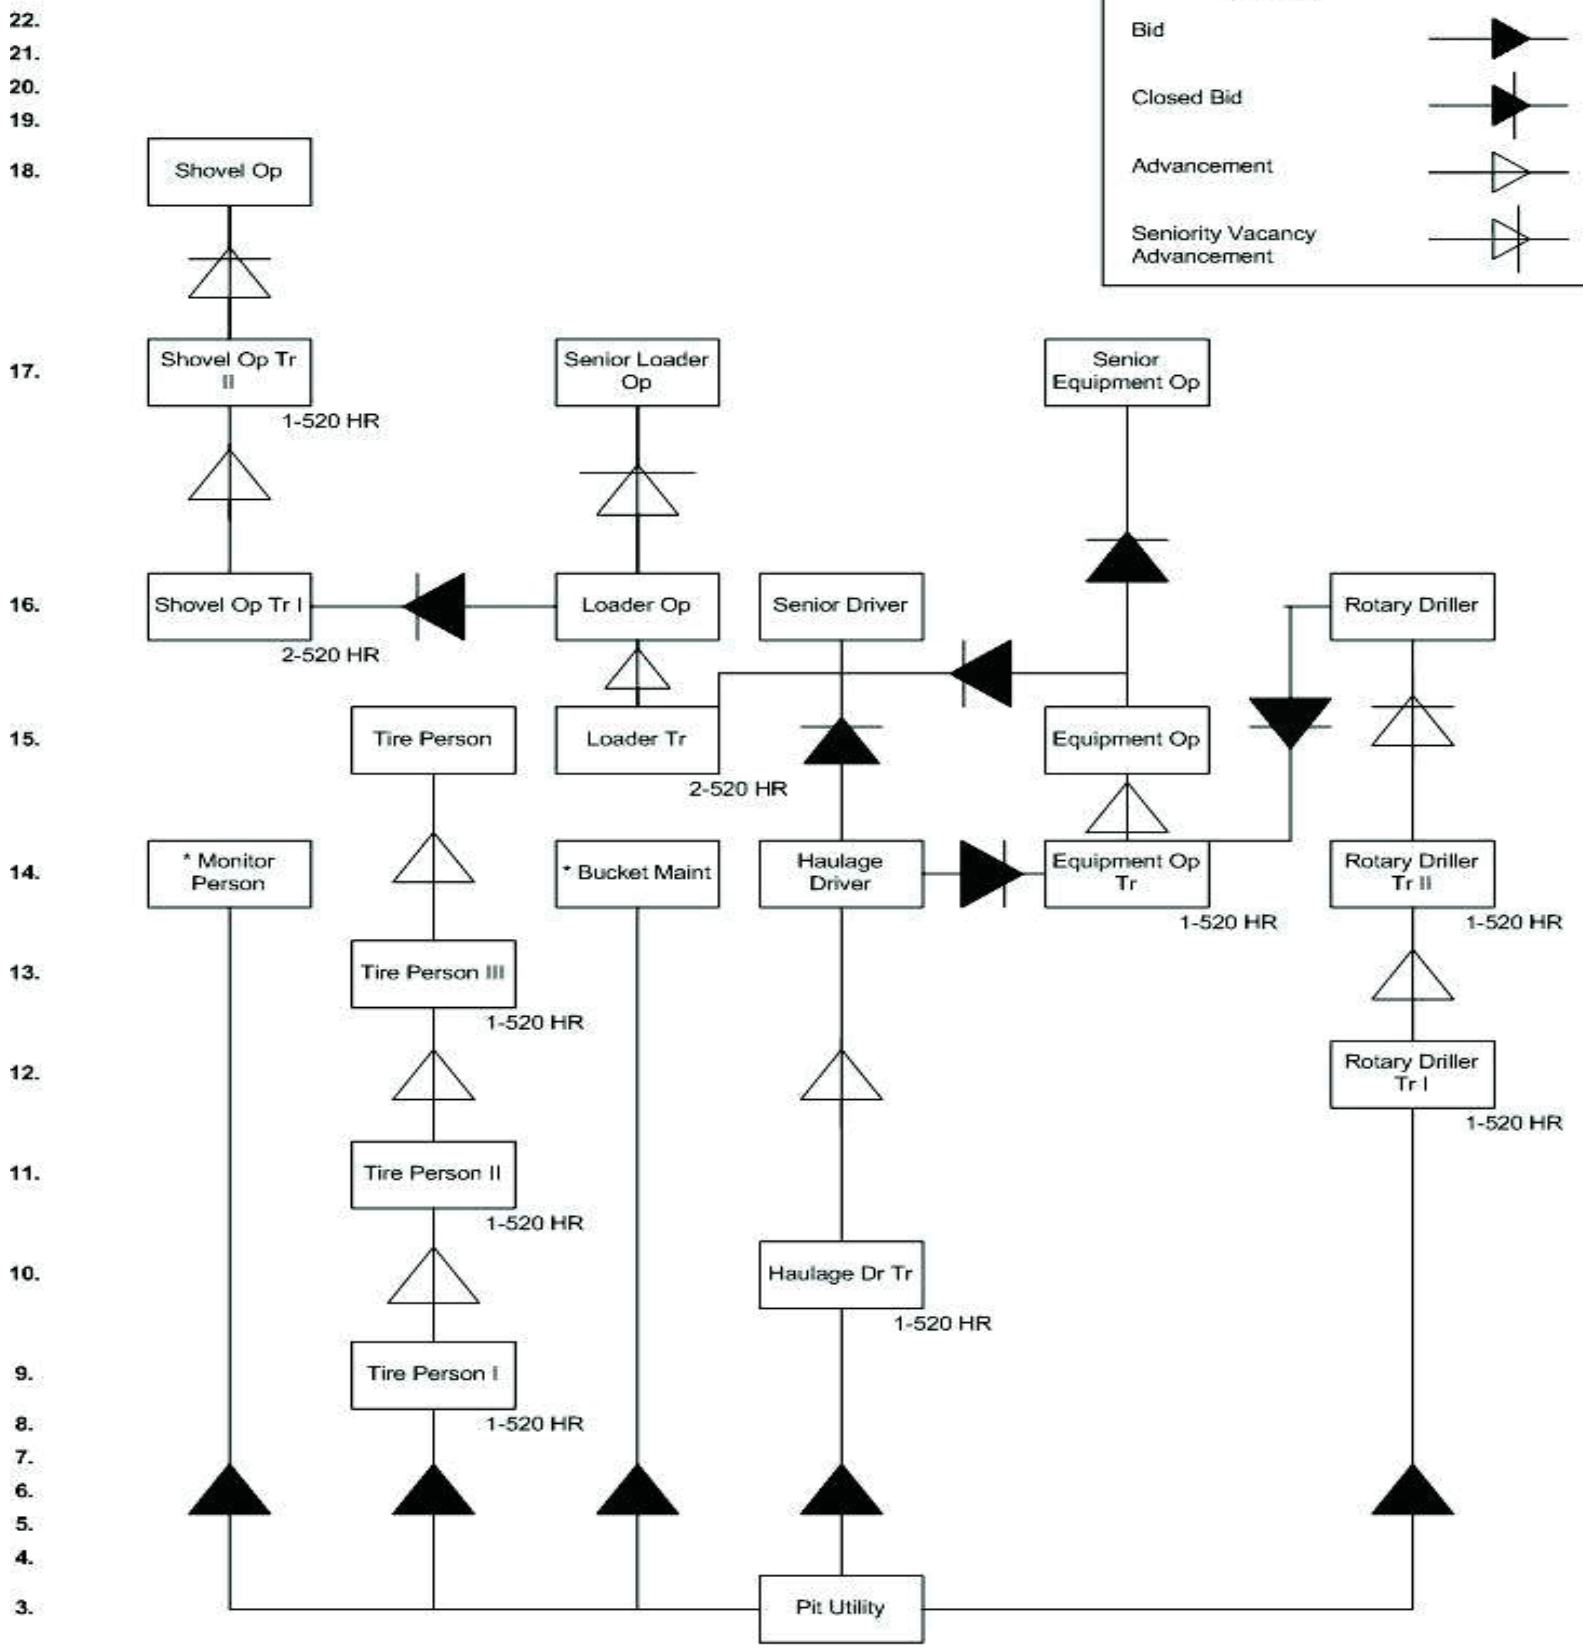 22.
Bid
21.
20.
Closed Bid
19.
18.
Shovel Op
Advancement
Seniority Vacancy
Advancement
17.
Shovel Op Tr
II
1-520 HR
Senior Loader
Op
Senior
Equipment Op
16.
Shovel Op Tr I
2-520 HR
Loader Op
Senior Driver
Rotary Driller
15.
Tire Person
Loader Tr
2-520 HR
Equipment Op
14.
* Monitor
Person
* Bucket Maint
Haulage
Driver
Equipment Op
Tr
1-520 HR
Rotary Driller
Tr II
1-520 HR
13.
Tire Person III
1-520 HR
12.
Rotary Driller
Tr I
1-520 HR
11.
Tire Person II
1-520 HR
10.
Haulage Dr Tr
1-520 HR
9.
Tire Person I
1-520 HR
8.
7.
6.
5.
4.
3.
Pit Utility